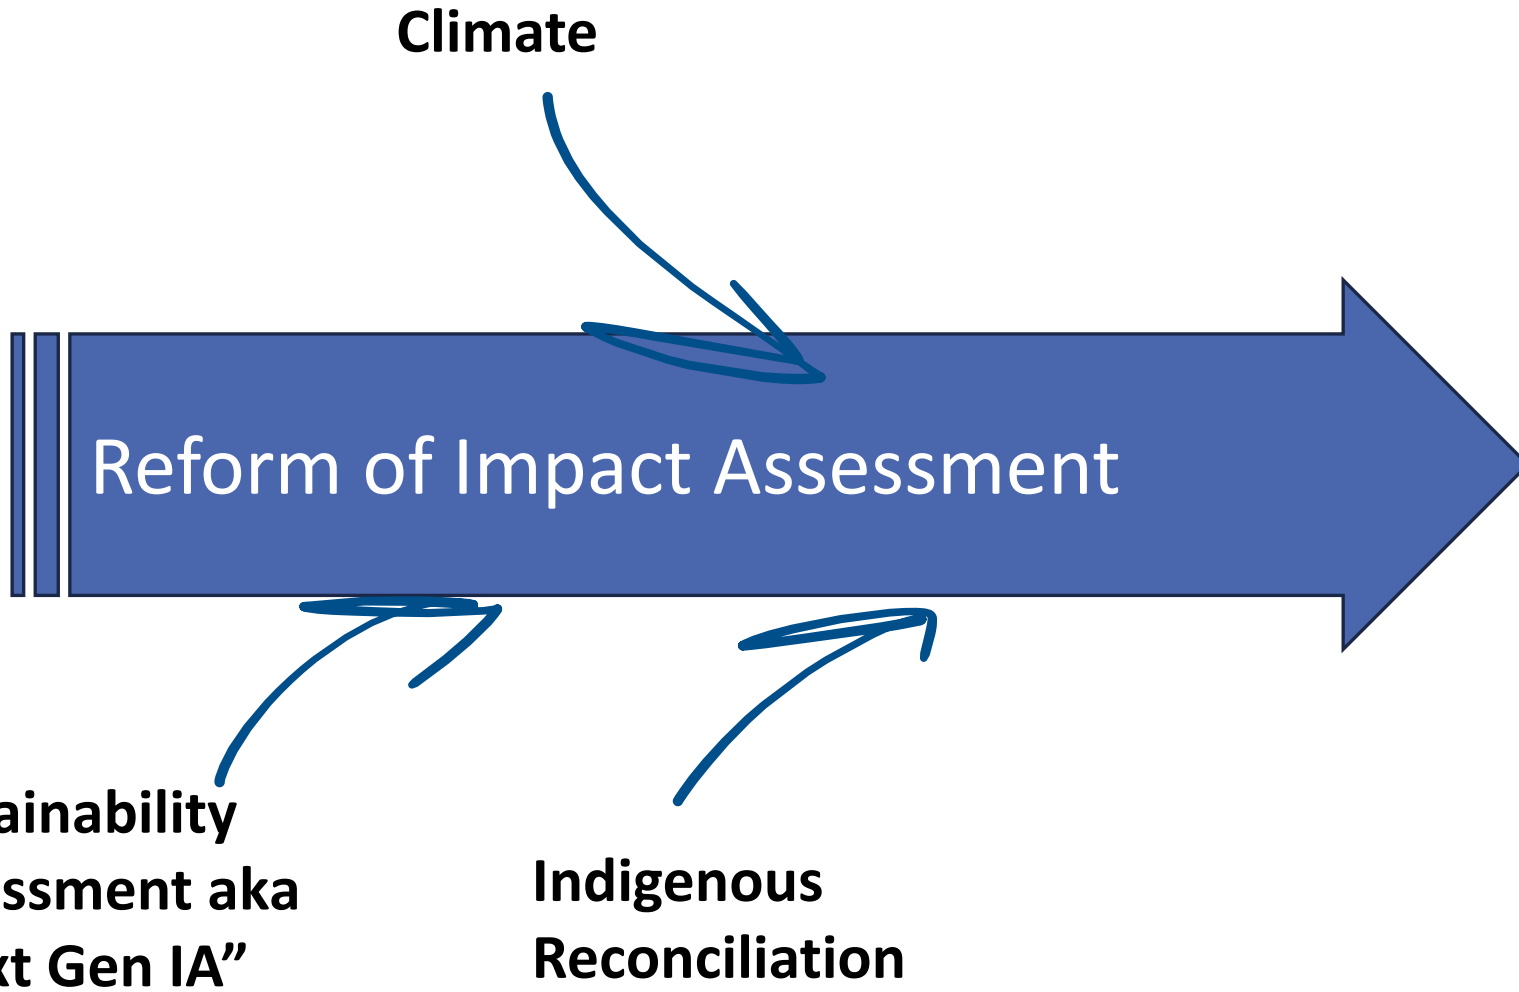 Climate
Reform of Impact Assessment
ainability
ssment aka
xt Gen IA”
Indigenous
Reconciliation